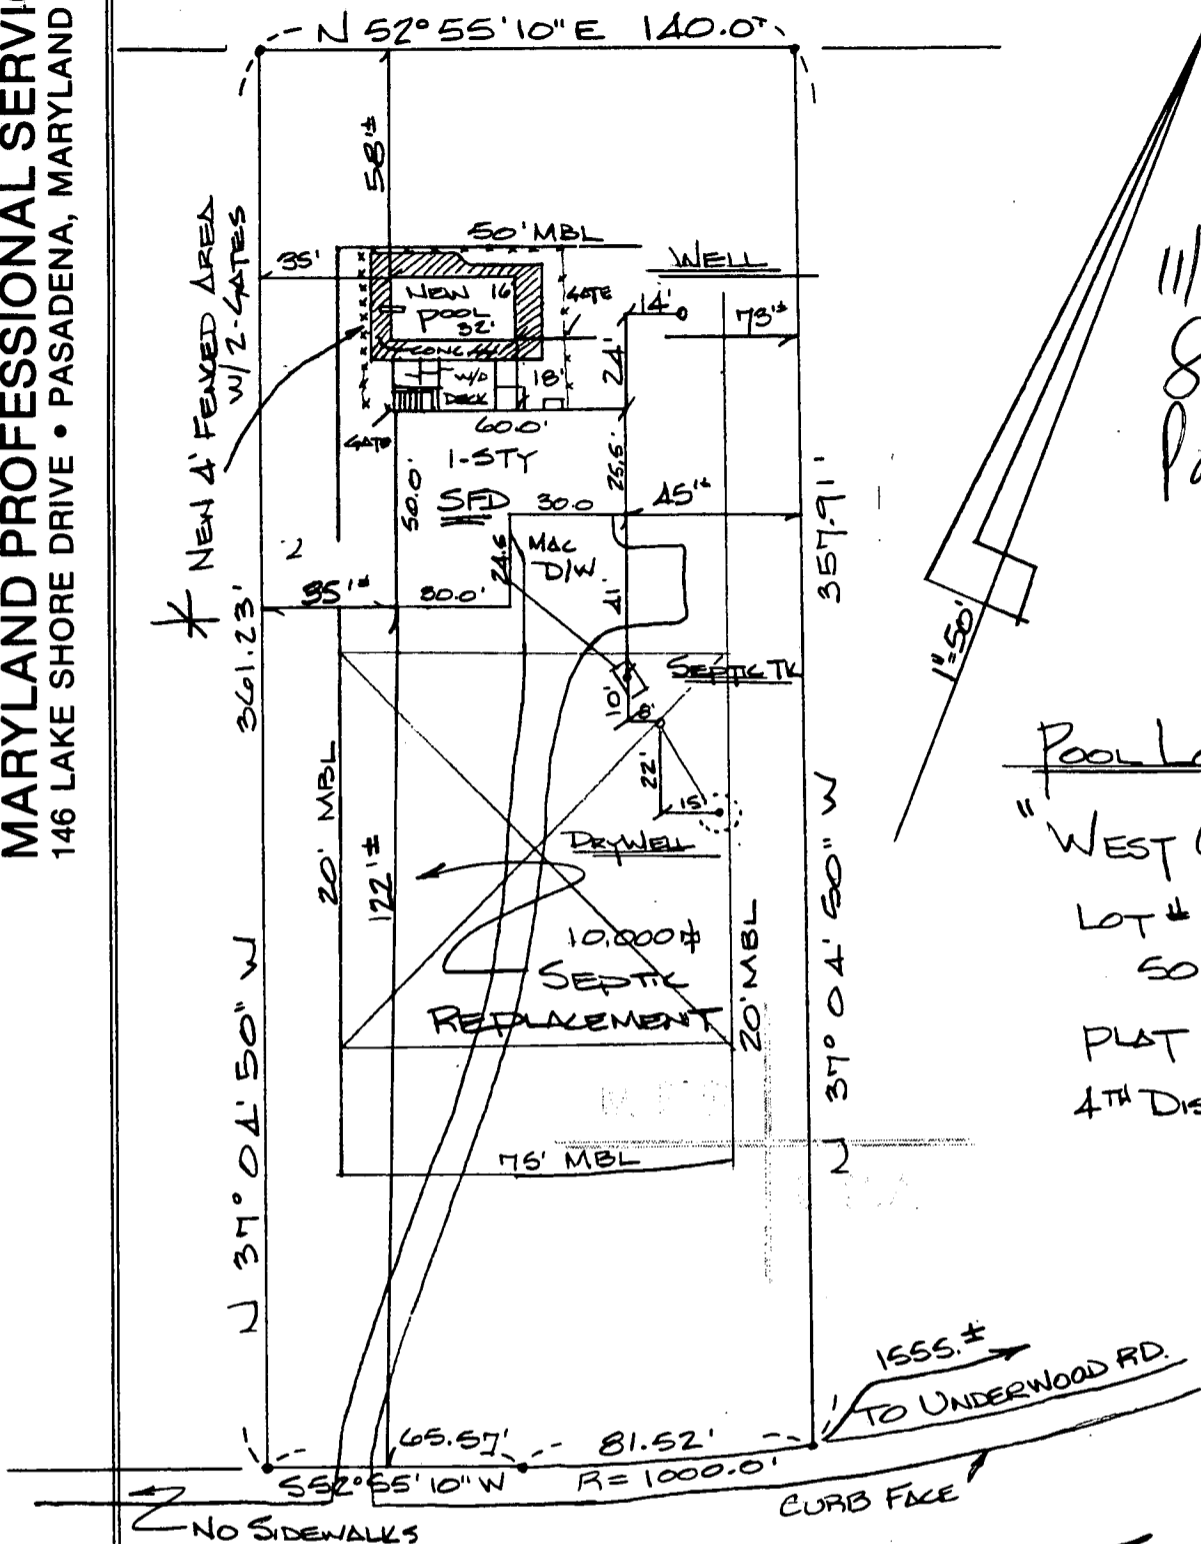 MARYLAND PROFESSIONAL SERVI
146 LAKE SHORE DRIVE • PASADENA, MARYLAND
N 52° 55' 10" E 140.0'
58'±
* NEW 4' FENCED AREA
W/ 2-GATES
50' MBL
35'
NEW
POOL
16'
32'
CONC
GATE
WELL
14'
73'±
24'
W/D
DECK
18'
GATE
60.0'
1-STY
SFD
50.0'
25.5'
30.0
45'±
MAC
D/W
24.5
35'±
30.0'
41'
361.23'
357.91'
SEPTIC TK
10'
8'
22'
15'
DRYWELL
20' MBL
122'±
10,000
SEPTIC
REPLACEMENT
20' MBL
N 37° 04' 50" W
N 37° 04' 50" W
75' MBL
1"=50'
POOL LO
"WEST
LOT #
50
PLAT
4TH DIS
1555.±
TO UNDERWOOD RD.
65.57'
81.52'
S52°55'10"W
R=1000.0'
CURB FACE
NO SIDEWALKS